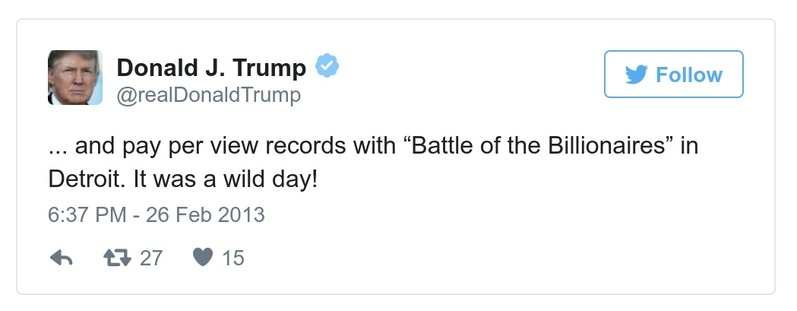 Donald J. Trump
@realDonaldTrump
Follow
... and pay per view records with “Battle of the Billionaires” in
Detroit. It was a wild day!
6:37 PM - 26 Feb 2013
27 15